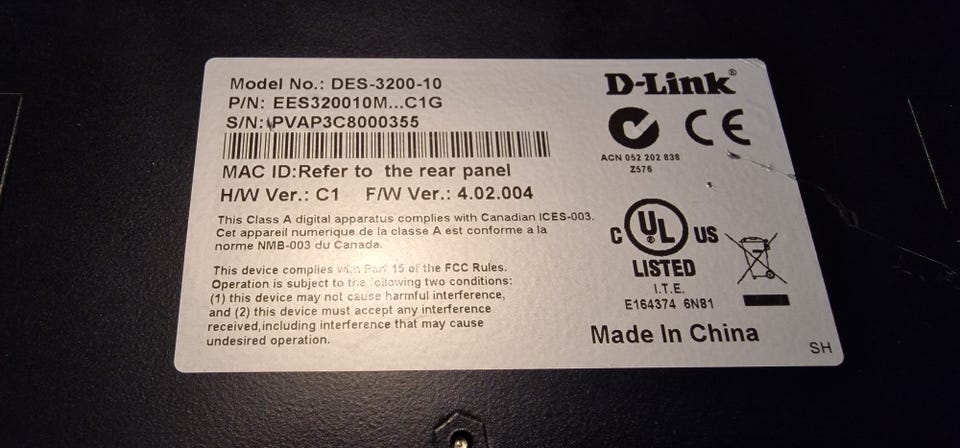 Model No.: DES-3200-10
P/N: EES320010M...C1G
S/N: PVAP3C8000355
MAC ID:Refer to the rear panel
H/W Ver.: C1 F/W Ver.: 4.02.004
This Class A digital apparatus complies with Canadian ICES-003.
Cet appareil numerique de la classe A est conforme a la
norme NMB-003 du Canada.
This device complies with Part 15 of the FCC Rules.
Operation is subject to the following two conditions:
(1) this device may not cause harmful interference,
and (2) this device must accept any interference
received,including interference that may cause
undesired operation.
D-Link®
CE
ACN 052 202 838
Z576
C UL® US
LISTED
I.T.E.
E164374 6N81
Made In China
SH